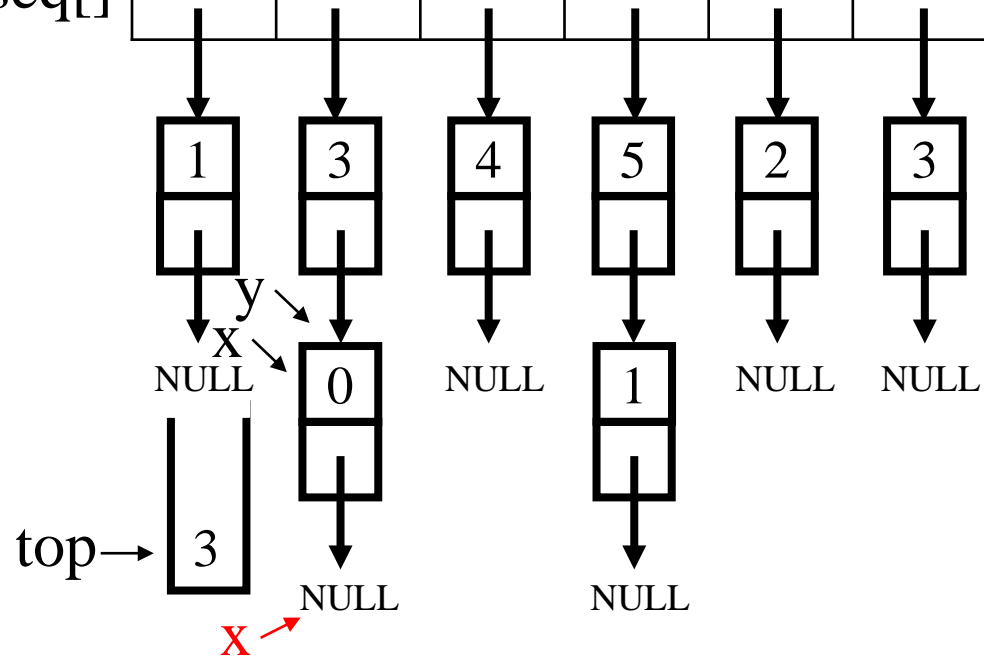 seq[]
1 3 4 5 2 3
y
x
NULL NULL NULL NULL
0 1
top 3
NULL NULL
x